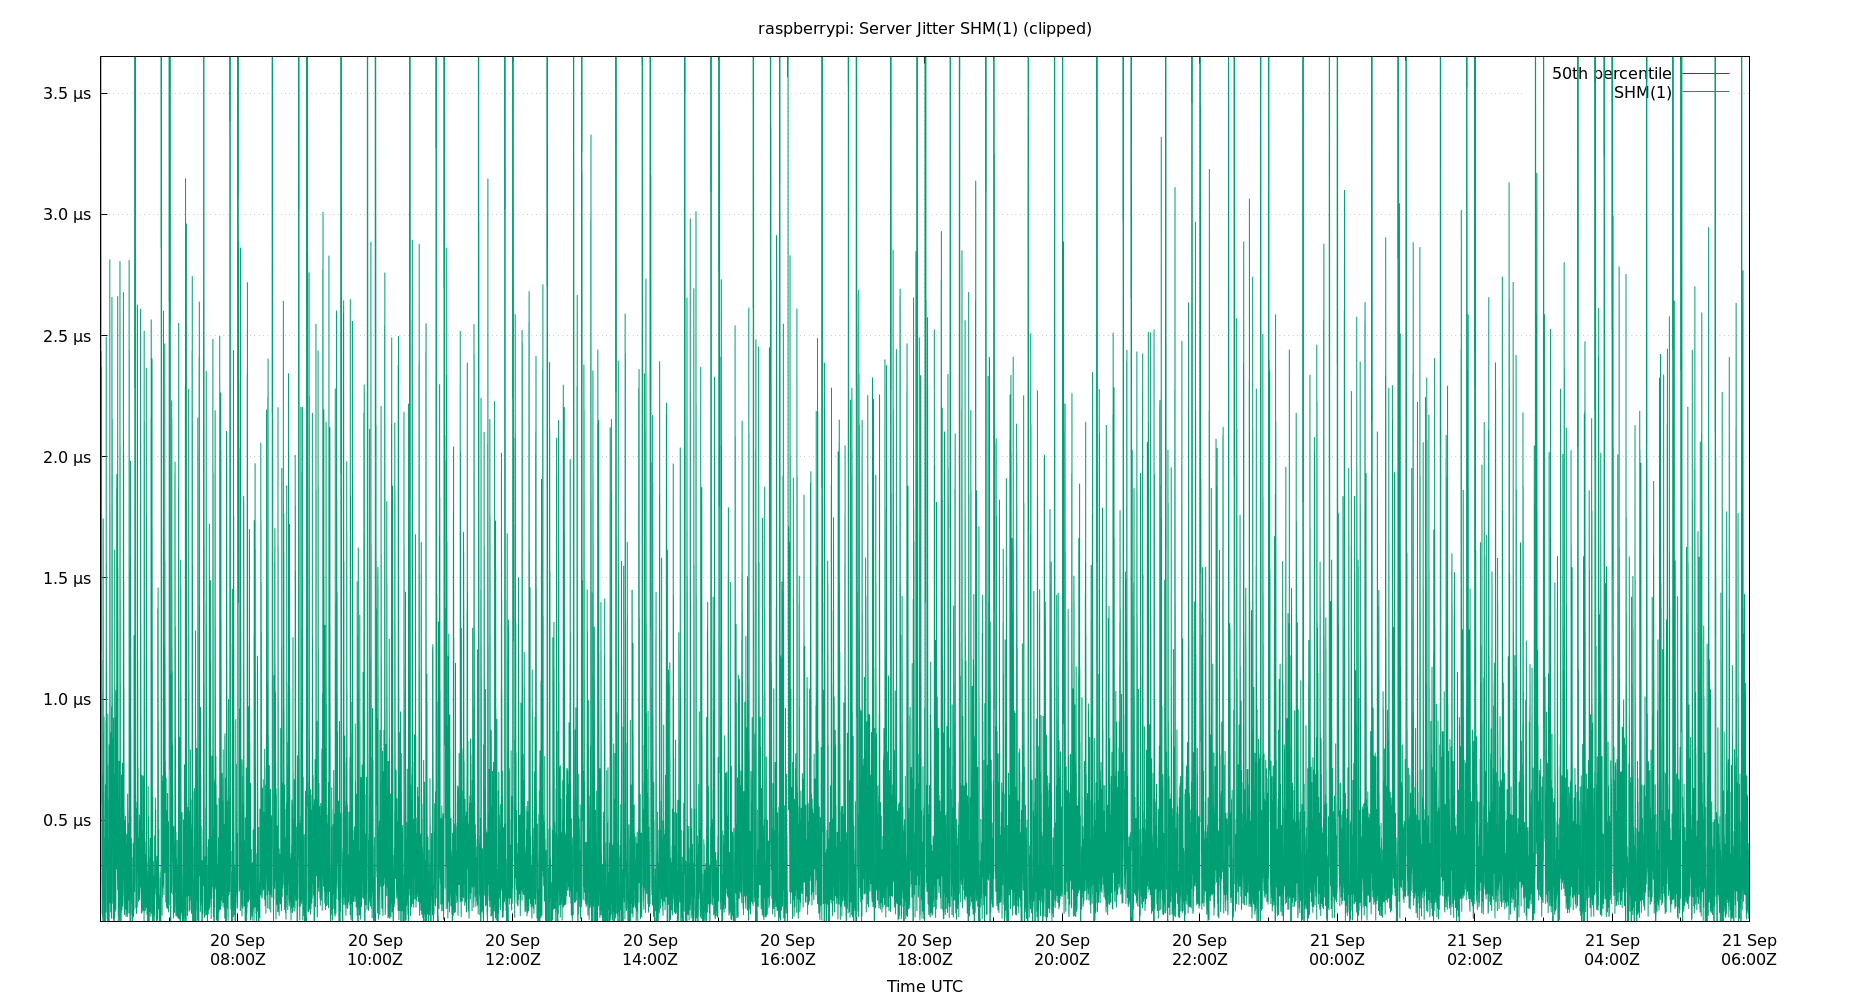 raspberrypi: Server Jitter SHM(1) (clipped)
50th percentile
SHM(1)
3.5 µs
3.0 µs
2.5 µs
2.0 µs
1.5 µs
1.0 µs
0.5 µs
20 Sep 20 Sep 20 Sep 20 Sep 20 Sep 20 Sep 20 Sep 20 Sep 21 Sep 21 Sep 21 Sep 21 Sep
08:00Z 10:00Z 12:00Z 14:00Z 16:00Z 18:00Z 20:00Z 22:00Z 00:00Z 02:00Z 04:00Z 06:00Z
Time UTC